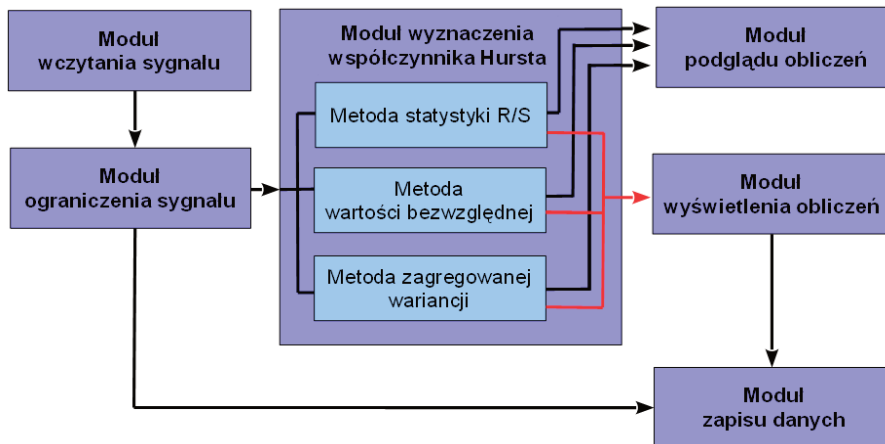 Moduł
wczytania sygnału
Moduł
ograniczenia sygnału
Moduł wyznaczenia
współczynnika Hursta
Metoda statystyki R/S
Metoda
wartości bezwzględnej
Metoda zagregowanej
wariancji
Moduł
podglądu obliczeń
Moduł
wyświetlenia obliczeń
Moduł
zapisu danych